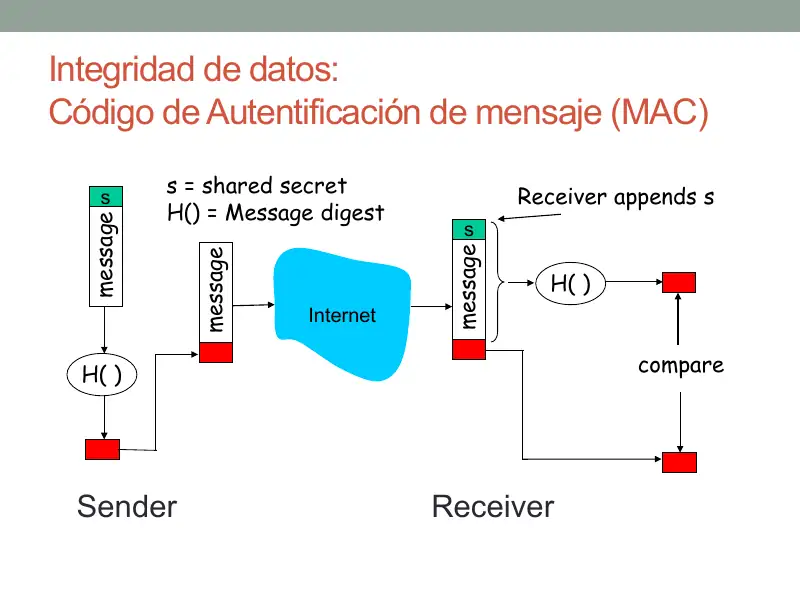 Integridad de datos:
Código de Autentificación de mensaje (MAC)
s = shared secret
H() = Message digest
Receiver appends s
s
message
message
Internet
s
message
H( )
H( )
compare
Sender
Receiver